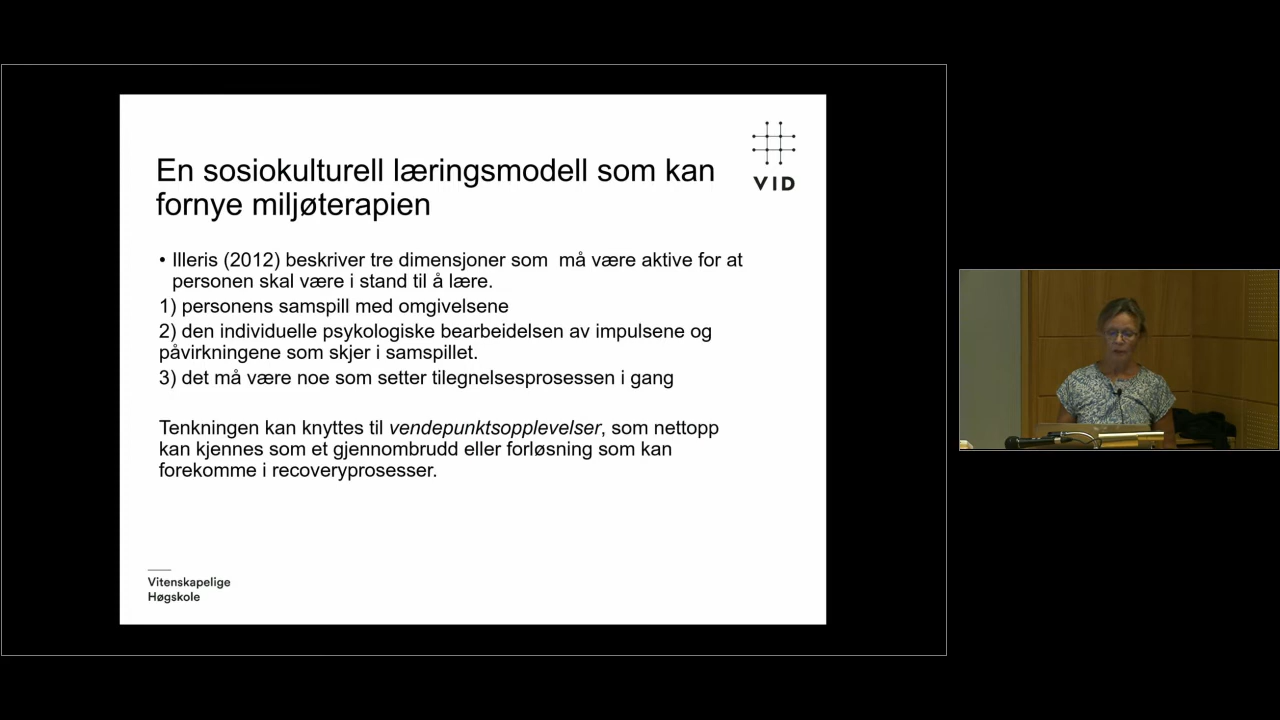 En sosiokulturell læringsmodell som kan
fornye miljøterapien
VID
• Illeris (2012) beskriver tre dimensjoner som  må være aktive for at
personen skal være i stand til å lære.
1) personens samspill med omgivelsene
2) den individuelle psykologiske bearbeidelsen av impulsene og
påvirkningene som skjer i samspillet.
3) det må være noe som setter tilegnelsesprosessen i gang
Tenkningen kan knyttes til vendepunktsopplevelser, som nettopp
kan kjennes som et gjennombrudd eller forløsning som kan
forekomme i recoveryprosesser.
Vitenskapelige
Høgskole